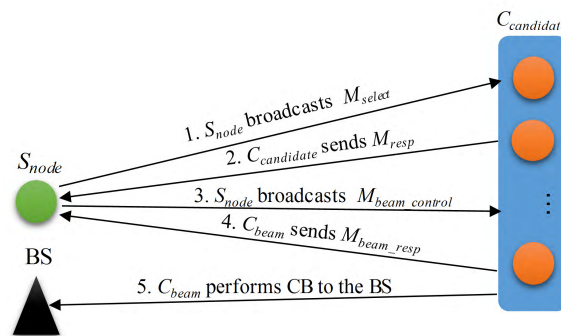 C_candidat
1. S_node broadcasts M_select
2. C_candidate sends M_resp
S_node
3. S_node broadcasts M_beam_control
...
4. C_beam sends M_beam_resp
BS
5. C_beam performs CB to the BS